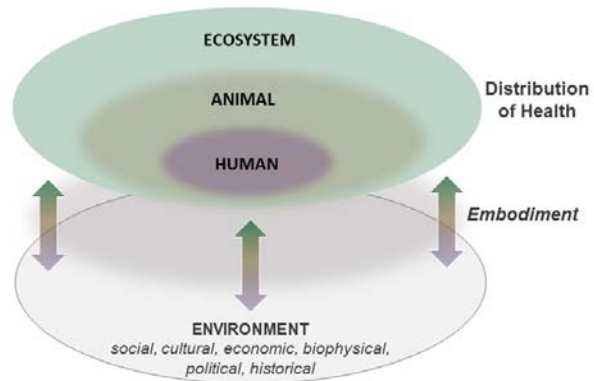 ECOSYSTEM
ANIMAL
HUMAN
Distribution
of Health
Embodiment
ENVIRONMENT
social, cultural, economic, biophysical,
political, historical